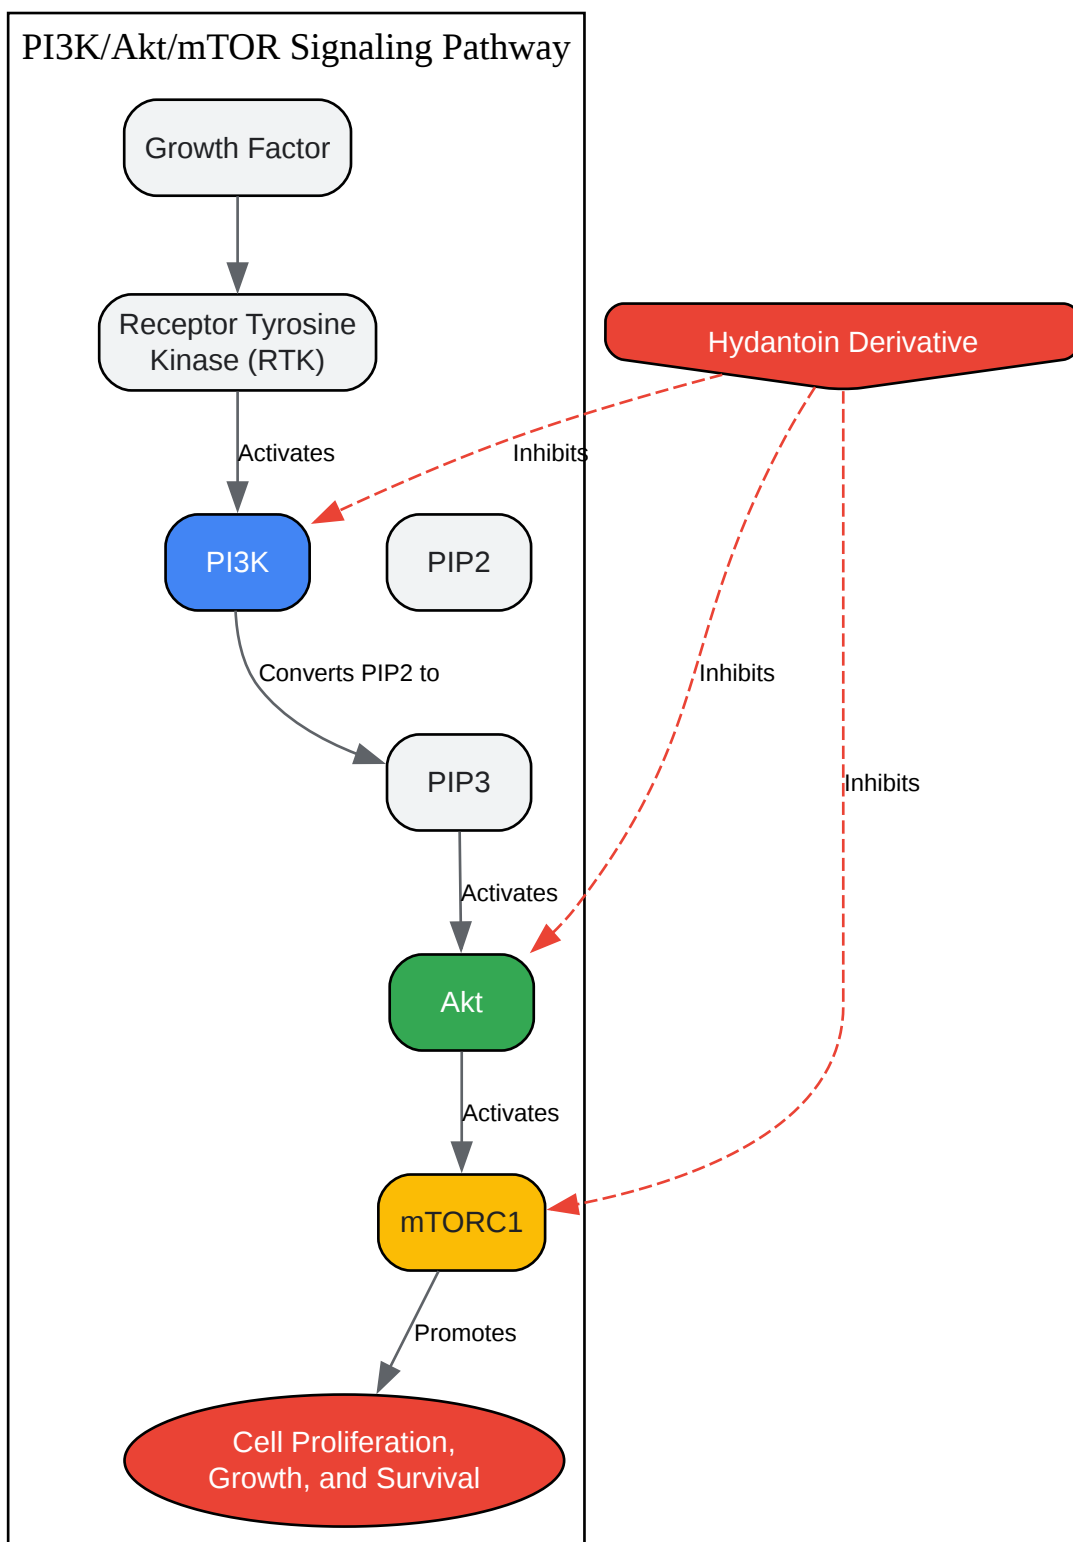 PI3K/Akt/mTOR Signaling Pathway
Growth Factor
Receptor Tyrosine
Kinase (RTK)
Hydantoin Derivative
Activates
Inhibits
PI3K
PIP2
Converts PIP2 to
Inhibits
PIP3
Inhibits
Activates
Akt
Activates
mTORC1
Promotes
Cell Proliferation,
Growth, and Survival